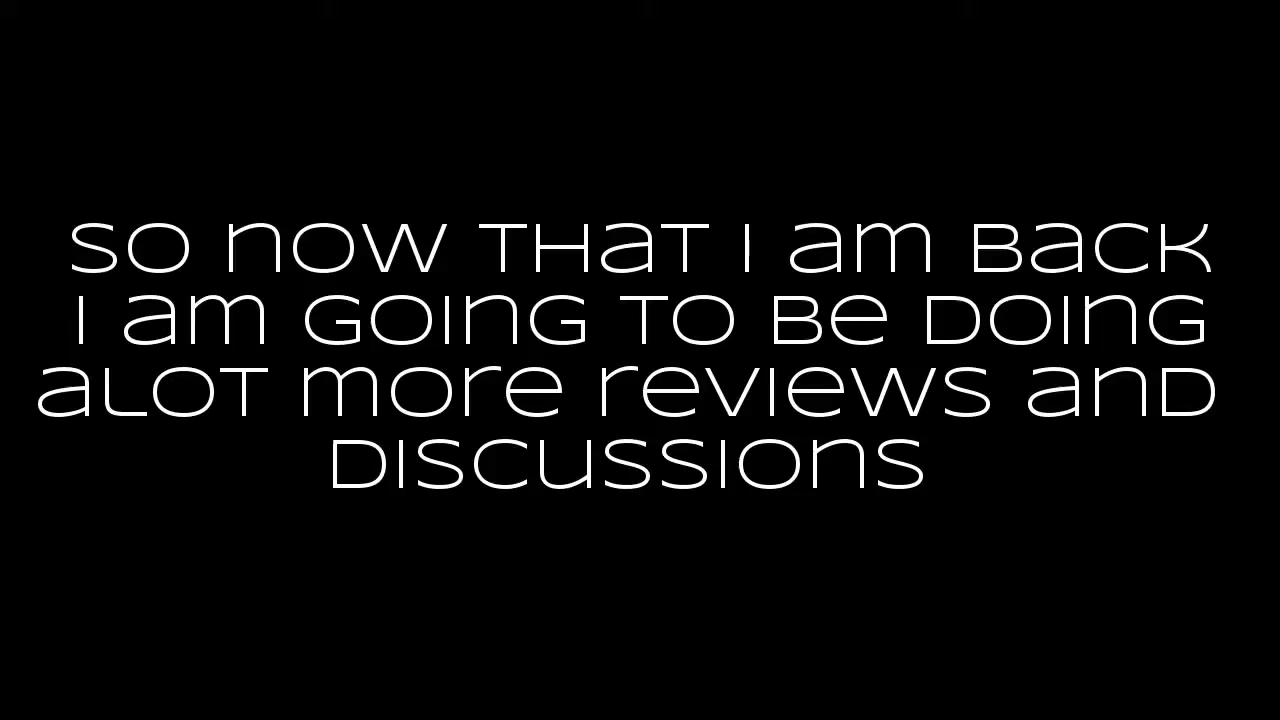 So now that I am back
I am going to be doing
alot more reviews and
discussions